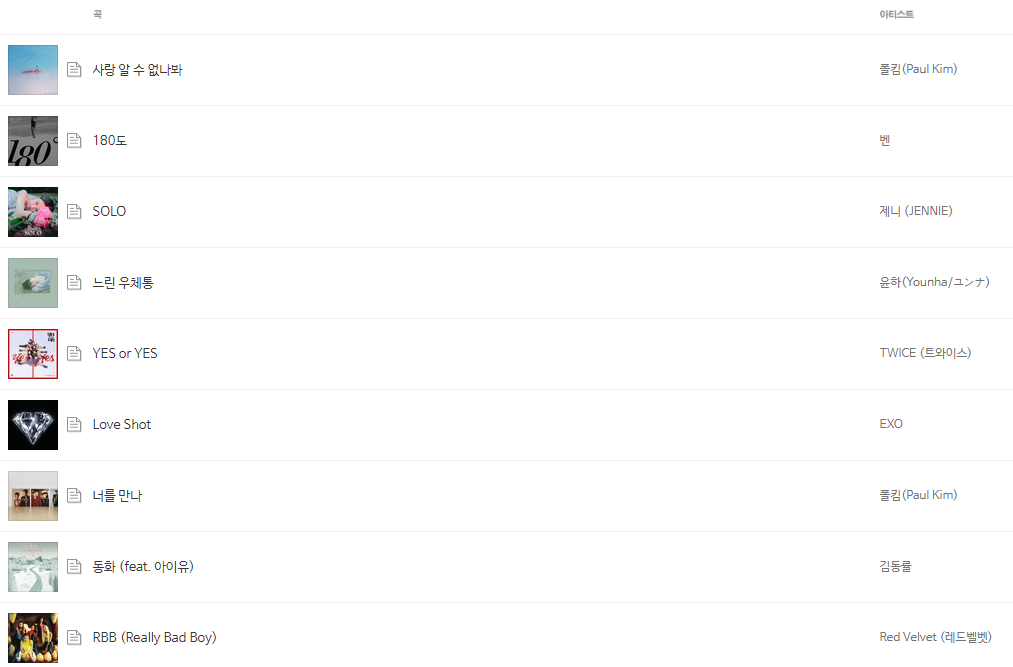 곡 아티스트
사랑 알 수 없나봐 폴킴(Paul Kim)
180° 180도 벤
SOLO SOLO 제니 (JENNIE)
느린 우체통 윤하(Younha/ユンナ)
YES or YES TWICE (트와이스)
Love Shot EXO
너를 만나 폴킴(Paul Kim)
동화 (feat. 아이유) 김동률
RBB (Really Bad Boy) Red Velvet (레드벨벳)